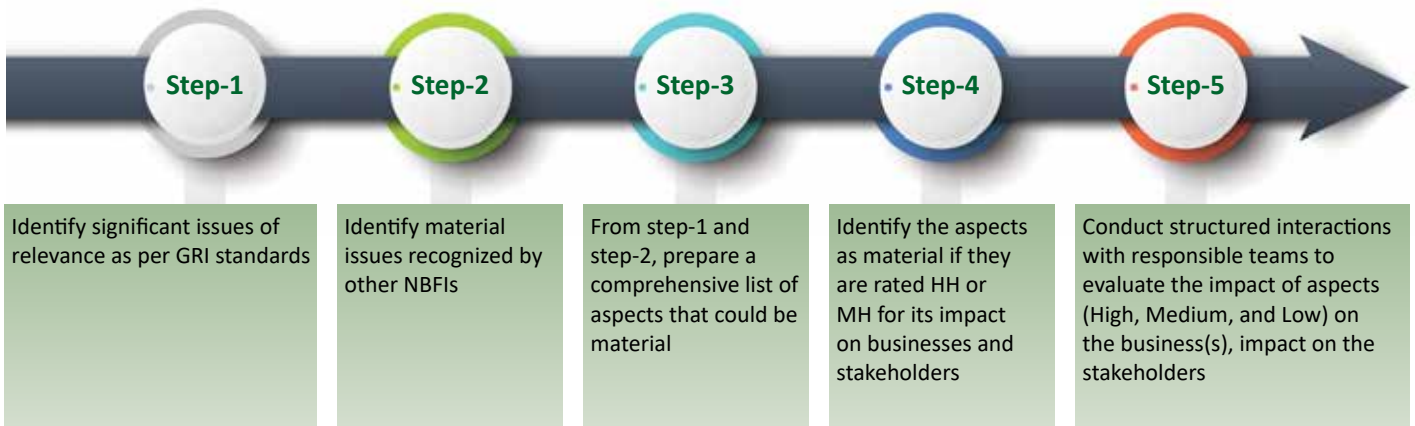 Step-1
Step-2
Step-3
Step-4
Step-5
Identify significant issues of
relevance as per GRI standards
Identify material
issues recognized by
other NBFIs
From step-1 and
step-2, prepare a
comprehensive list of
aspects that could be
material
Identify the aspects
as material if they
are rated HH or
MH for its impact
on businesses and
stakeholders
Conduct structured interactions
with responsible teams to
evaluate the impact of aspects
(High, Medium, and Low) on
the business(s), impact on the
stakeholders